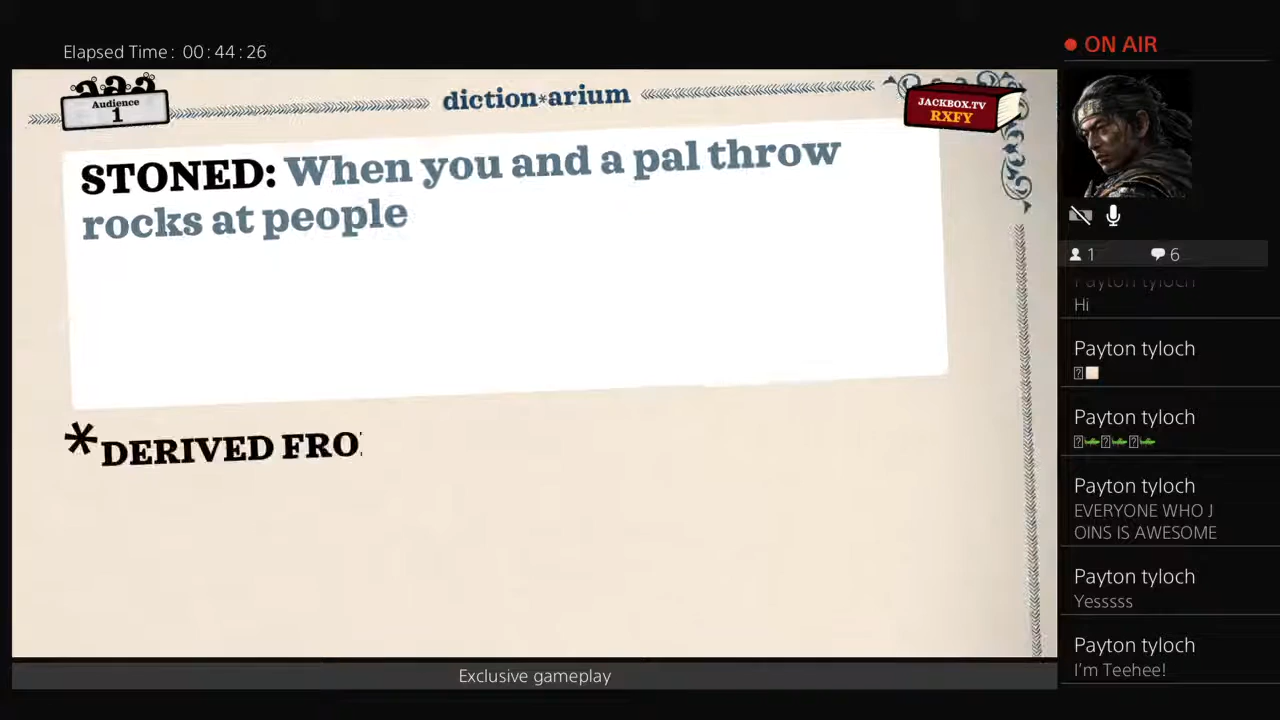 Elapsed Time: 00:44:26
ON AIR
Audience
1
diction*arium
JACKBOX.TV
RXFY
STONED: When you and a pal throw
rocks at people
*DERIVED FRO
1
6
Payton tyloch
Hi
Payton tyloch
Payton tyloch
Payton tyloch
EVERYONE WHO J
OINS IS AWESOME
Payton tyloch
Yesssss
Payton tyloch
I'm Teehee!
Exclusive gameplay